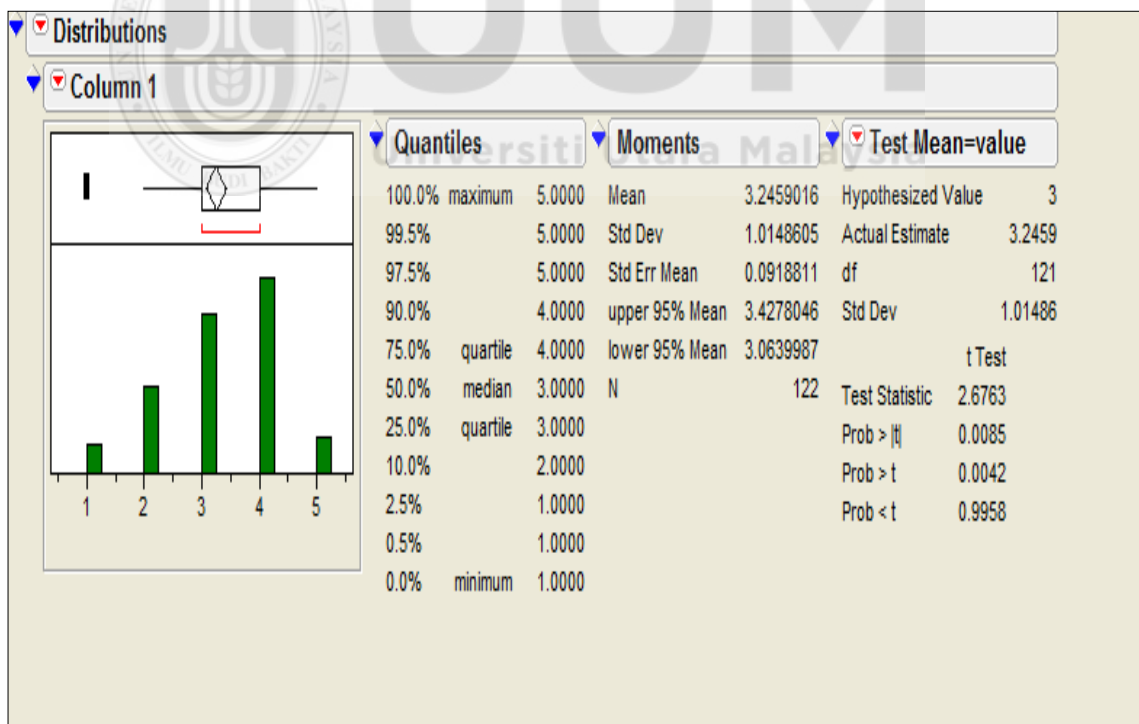 UUM
Universiti Utara Malaysia
Distributions
Column 1
1 2 3 4 5
Quantiles
100.0% maximum 5.0000
99.5% 5.0000
97.5% 5.0000
90.0% 4.0000
75.0% quartile 4.0000
50.0% median 3.0000
25.0% quartile 3.0000
10.0% 2.0000
2.5% 1.0000
0.5% 1.0000
0.0% minimum 1.0000
Moments
Mean 3.2459016
Std Dev 1.0148605
Std Err Mean 0.0918811
upper 95% Mean 3.4278046
lower 95% Mean 3.0639987
N 122
Test Mean=value
Hypothesized Value 3
Actual Estimate 3.2459
df 121
Std Dev 1.01486
t Test
Test Statistic 2.6763
Prob > |t| 0.0085
Prob > t 0.0042
Prob < t 0.9958